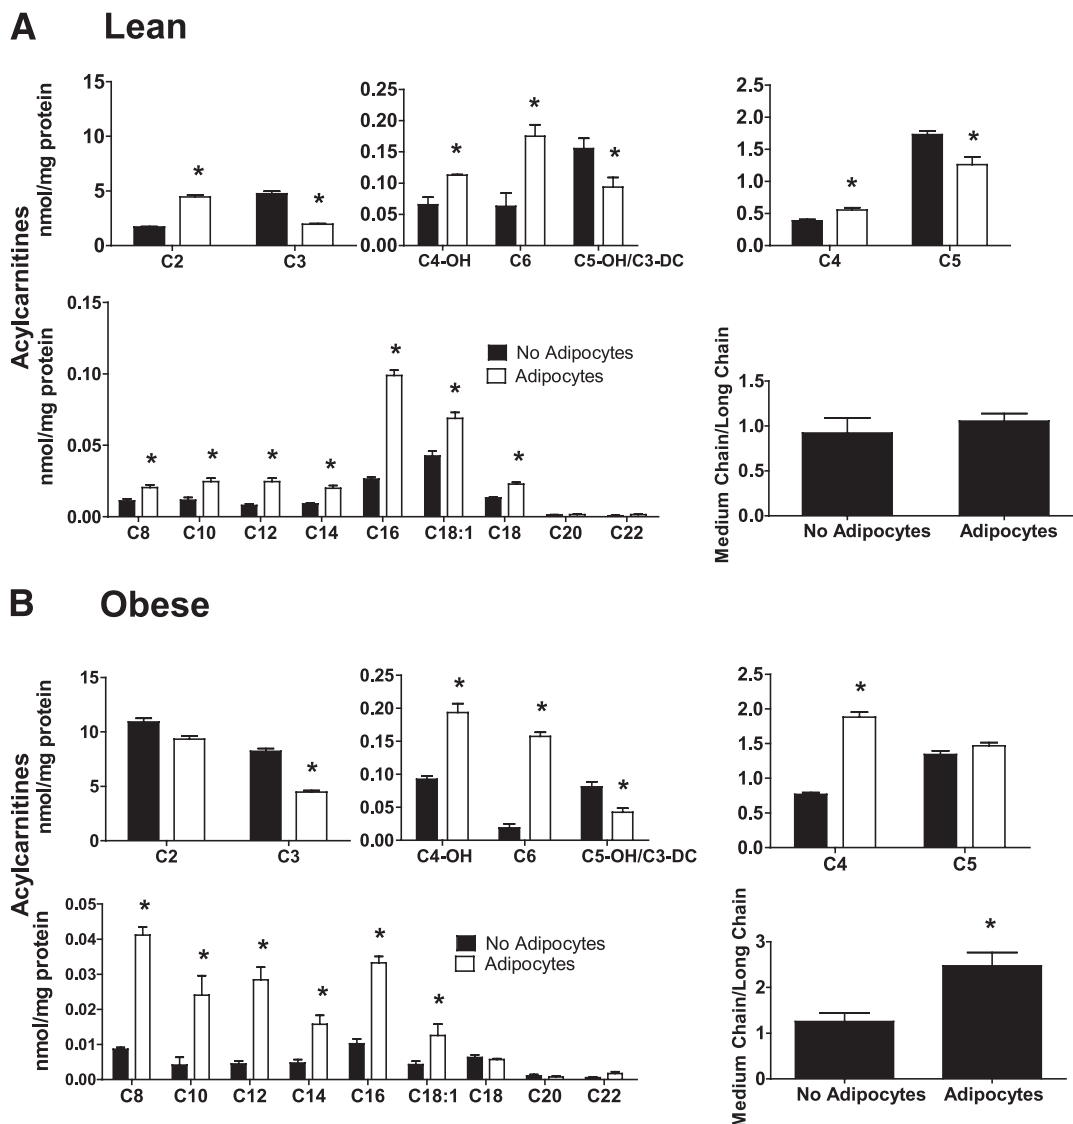 A Lean
Acylcarnitines
nmol/mg protein
15
10
5
0
*
*
C2 C3
0.25
0.20
0.15
0.10
0.05
0.00
*
*
*
C4-OH C6 C5-OH/C3-DC
2.5
2.0
1.5
1.0
0.5
0.0
*
*
C4 C5
nmol/mg protein
0.15
0.10
0.05
0.00
No Adipocytes
Adipocytes
* * * * * * *
C8 C10 C12 C14 C16 C18:1 C18 C20 C22
Medium Chain/Long Chain
1.5
1.0
0.5
0.0
No Adipocytes Adipocytes
B Obese
Acylcarnitines
nmol/mg protein
15
10
5
0
*
C2 C3
0.25
0.20
0.15
0.10
0.05
0.00
*
*
*
C4-OH C6 C5-OH/C3-DC
2.5
2.0
1.5
1.0
0.5
0.0
*
C4 C5
nmol/mg protein
0.05
0.04
0.03
0.02
0.01
0.00
No Adipocytes
Adipocytes
* * * * * *
C8 C10 C12 C14 C16 C18:1 C18 C20 C22
Medium Chain/Long Chain
3
2
1
0
*
No Adipocytes Adipocytes